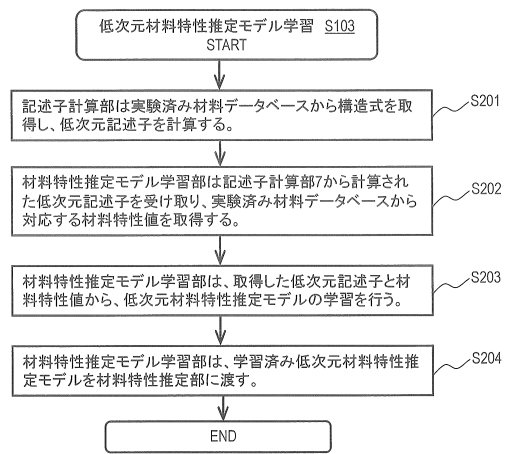 低次元材料特性推定モデル学習 S103
START
記述子計算部は実験済み材料データベースから構造式を取
得し、低次元記述子を計算する。
S201
材料特性推定モデル学習部は記述子計算部7から計算され
た低次元記述子を受け取り、実験済み材料データベースから
対応する材料特性値を取得する。
S202
材料特性推定モデル学習部は、取得した低次元記述子と材
料特性値から、低次元材料特性推定モデルの学習を行う。
S203
材料特性推定モデル学習部は、学習済み低次元材料特性推
定モデルを材料特性推定部に渡す。
S204
END